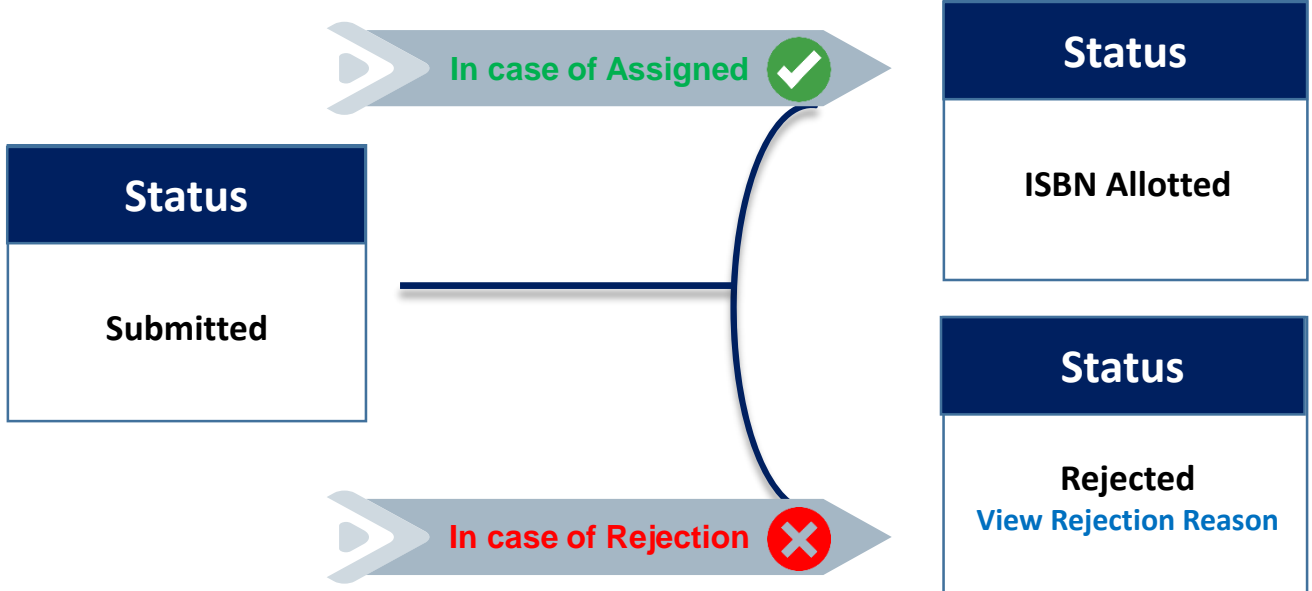 Status
Submitted
In case of Assigned
Status
ISBN Allotted
In case of Rejection
Status
Rejected
View Rejection Reason